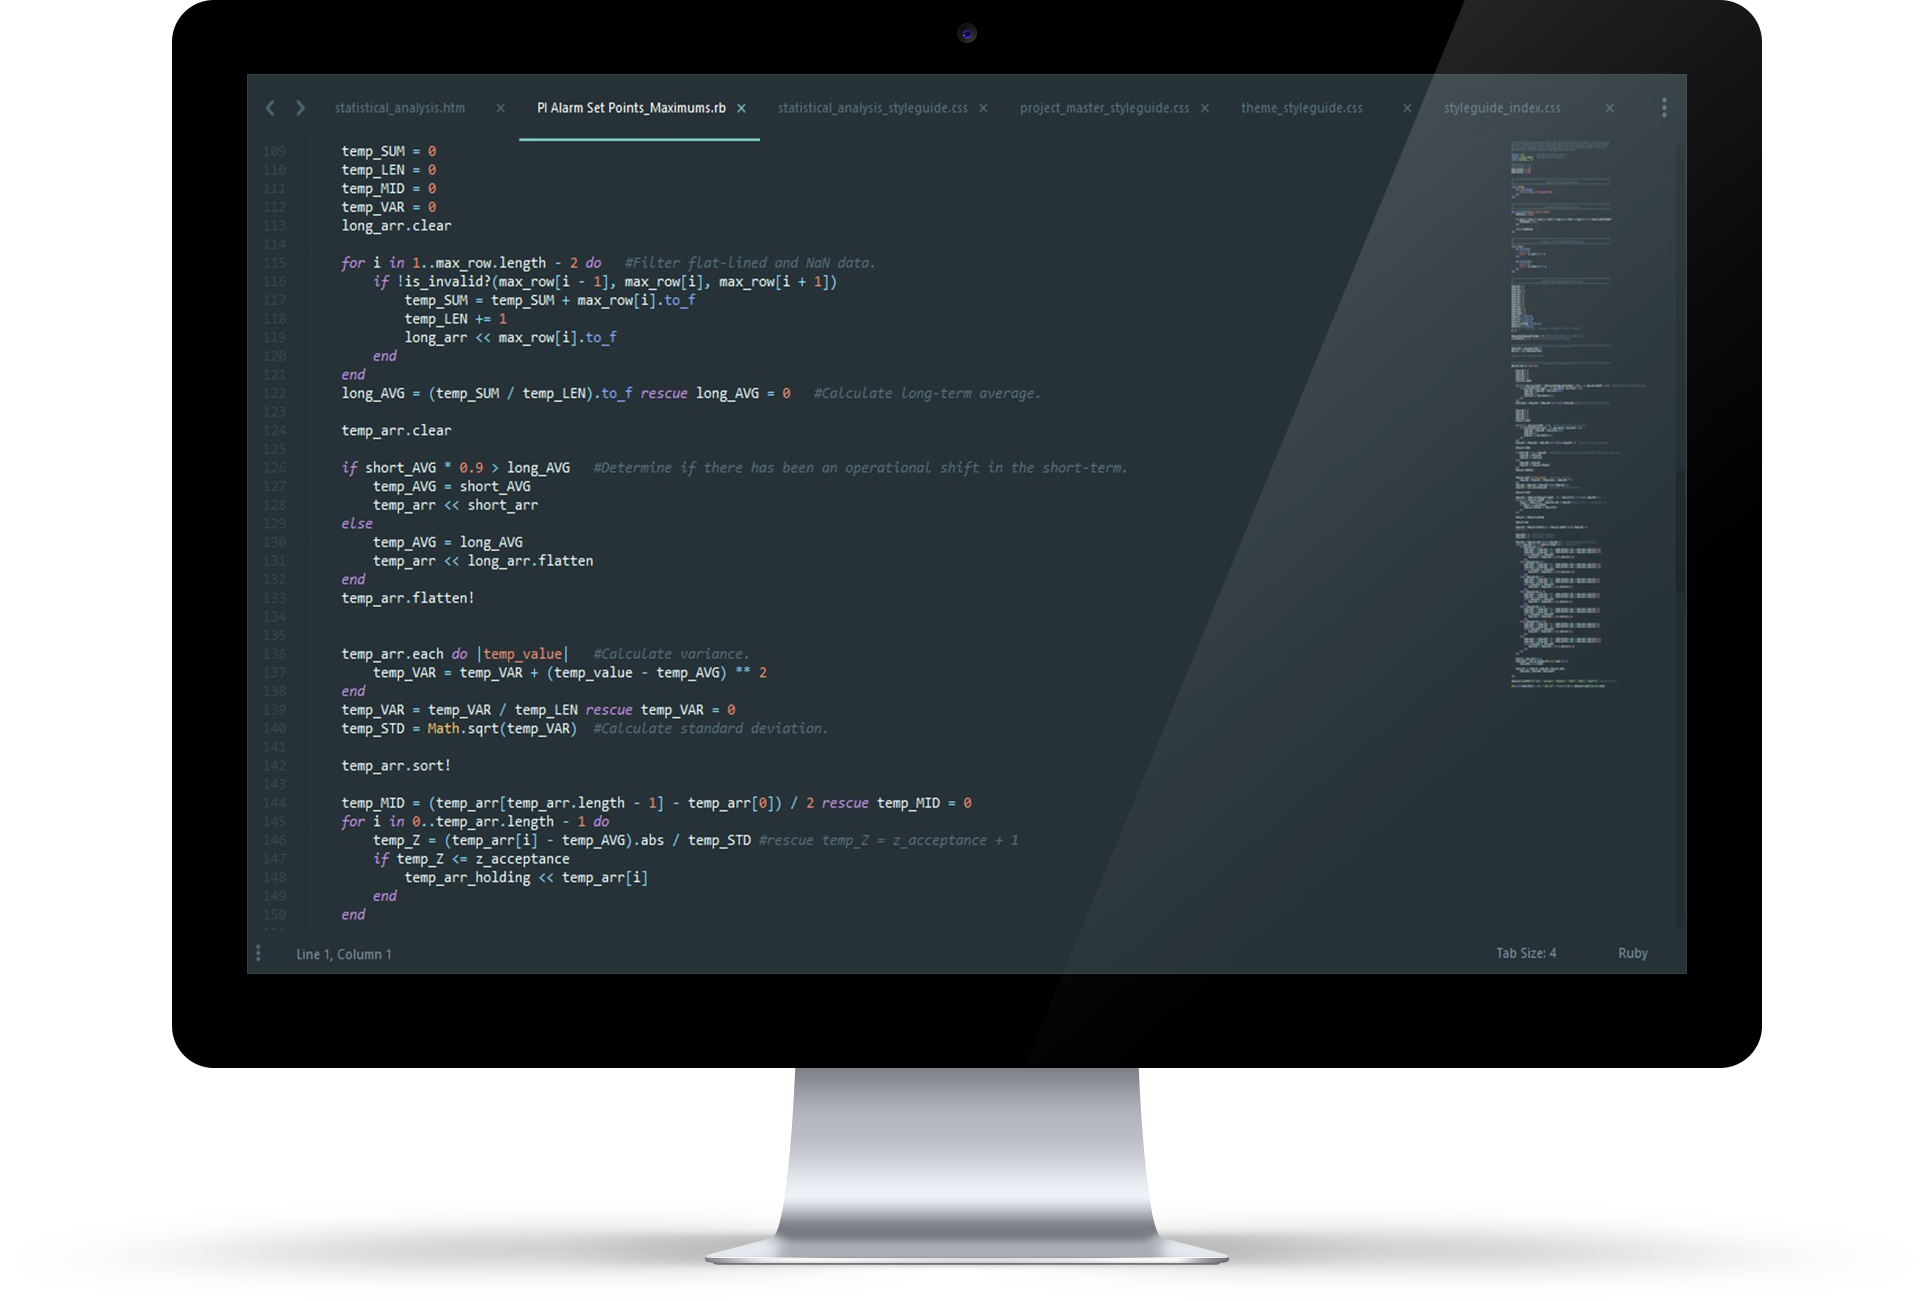 statistical_analysis.htm × PI Alarm Set Points_Maximums.rb × statistical_analysis_styleguide.css × project_master_styleguide.css × theme_styleguide.css × styleguide_index.css ×
109 temp_SUM = 0
110 temp_LEN = 0
111 temp_MID = 0
112 temp_VAR = 0
113 long_arr.clear
114
115 for i in 1..max_row.length - 2 do #Filter flat-lined and NaN data.
116 if !is_invalid?(max_row[i - 1], max_row[i], max_row[i + 1])
117 temp_SUM = temp_SUM + max_row[i].to_f
118 temp_LEN += 1
119 long_arr << max_row[i].to_f
120 end
121 end
122 long_AVG = (temp_SUM / temp_LEN).to_f rescue long_AVG = 0 #Calculate long-term average.
123
124 temp_arr.clear
125
126 if short_AVG * 0.9 > long_AVG #Determine if there has been an operational shift in the short-term.
127 temp_AVG = short_AVG
128 temp_arr << short_arr
129 else
130 temp_AVG = long_AVG
131 temp_arr << long_arr.flatten
132 end
133 temp_arr.flatten!
134
135
136 temp_arr.each do |temp_value| #Calculate variance.
137 temp_VAR = temp_VAR + (temp_value - temp_AVG) ** 2
138 end
139 temp_VAR = temp_VAR / temp_LEN rescue temp_VAR = 0
140 temp_STD = Math.sqrt(temp_VAR) #Calculate standard deviation.
141
142 temp_arr.sort!
143
144 temp_MID = (temp_arr[temp_arr.length - 1] - temp_arr[0]) / 2 rescue temp_MID = 0
145 for i in 0..temp_arr.length - 1 do
146 temp_Z = (temp_arr[i] - temp_AVG).abs / temp_STD #rescue temp_Z = z_acceptance + 1
147 if temp_Z <= z_acceptance
148 temp_arr_holding << temp_arr[i]
149 end
150 end
Line 1, Column 1 Tab Size: 4 Ruby